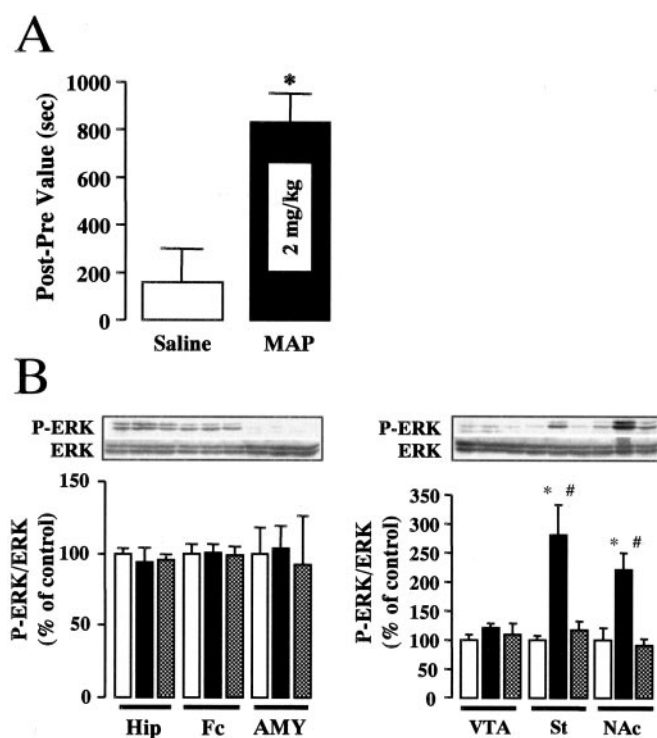 A
Post-Pre Value (sec)
1000
800
600
400
200
0
*
2 mg/kg
Saline MAP
B
P-ERK
ERK
P-ERK/ERK
(% of control)
150
100
50
0
Hip Fc AMY
P-ERK
ERK
P-ERK/ERK
(% of control)
350
300
250
200
150
100
50
0
* #
* #
VTA St NAc